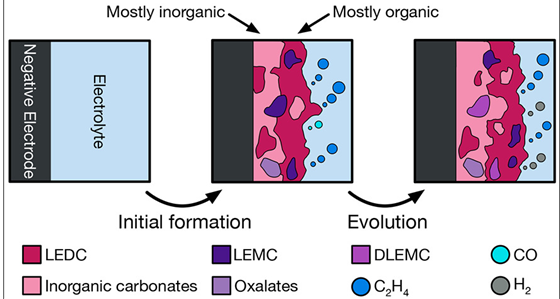 Mostly inorganic
Mostly organic
Negative Electrode
Electrolyte
Initial formation
Evolution
LEDC
LEMC
DLEMC
CO
Inorganic carbonates
Oxalates
C₂H₄
H₂